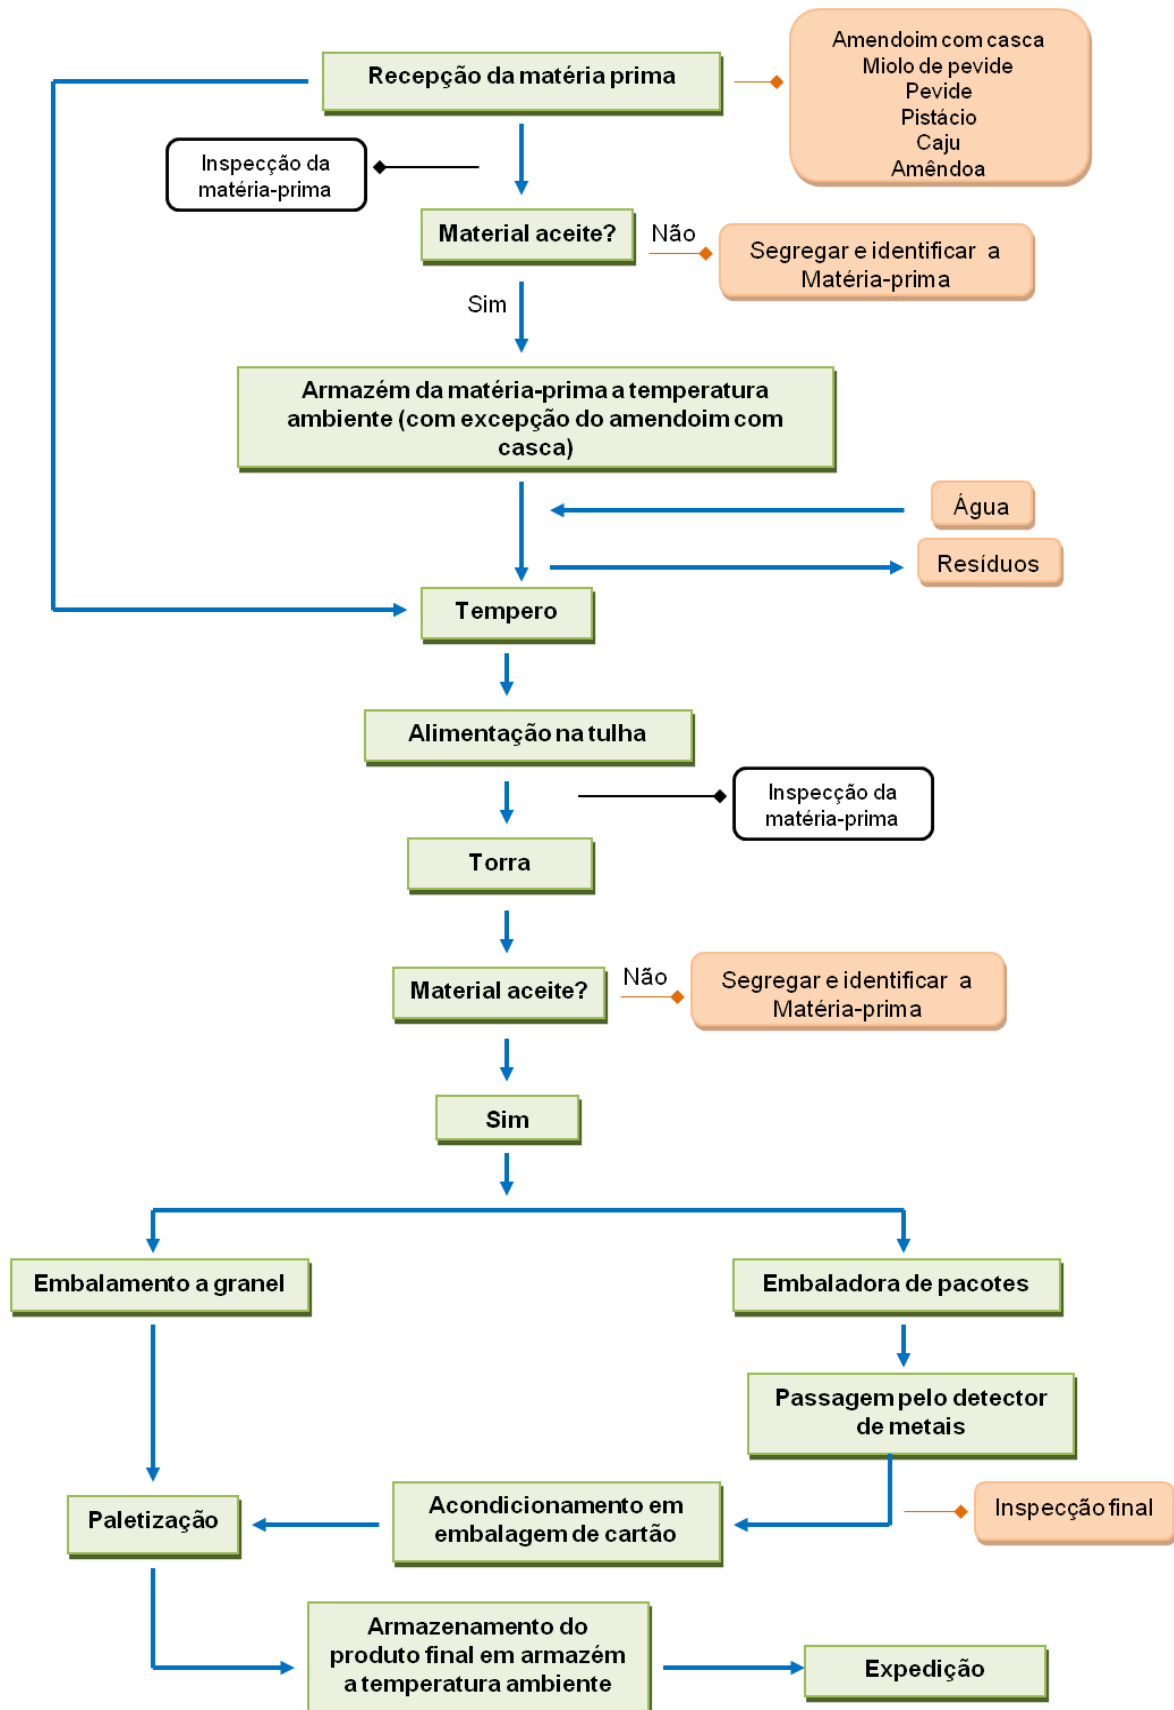 Recepção da matéria prima
Amendoim com casca
Miolo de pevide
Pevide
Pistácio
Caju
Amêndoa
Inspecção da
matéria-prima
Material aceite?
Não
Segregar e identificar a
Matéria-prima
Sim
Armazém da matéria-prima a temperatura
ambiente (com excepção do amendoim com
casca)
Água
Resíduos
Tempero
Alimentação na tulha
Inspecção da
matéria-prima
Torra
Material aceite?
Não
Segregar e identificar a
Matéria-prima
Sim
Embalamento a granel
Embaladora de pacotes
Passagem pelo detector
de metais
Paletização
Acondicionamento em
embalagem de cartão
Inspecção final
Armazenamento do
produto final em armazém
a temperatura ambiente
Expedição